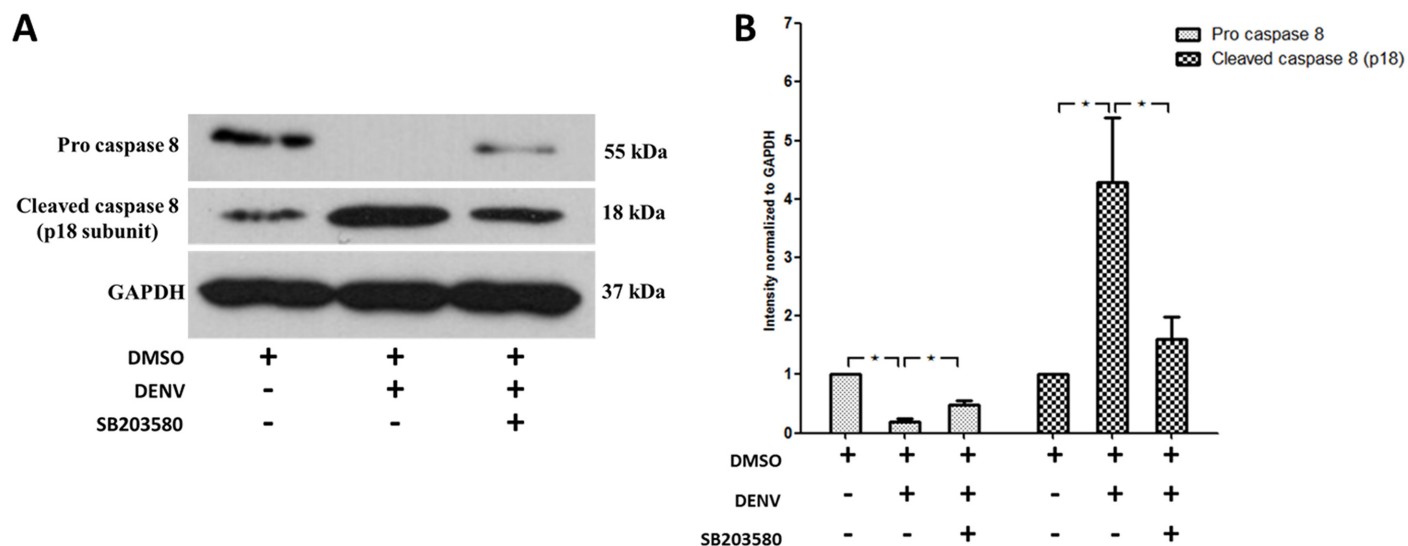 A
Pro caspase 8
55 kDa
Cleaved caspase 8
(p18 subunit)
18 kDa
GAPDH
37 kDa
DMSO + + +
DENV - + +
SB203580 - - +
B
Pro caspase 8
Cleaved caspase 8 (p18)
Intensity normalized to GAPDH
7
6
5
4
3
2
1
0
* *
* *
DMSO + + + + + +
DENV - + + - + +
SB203580 - - + - - +